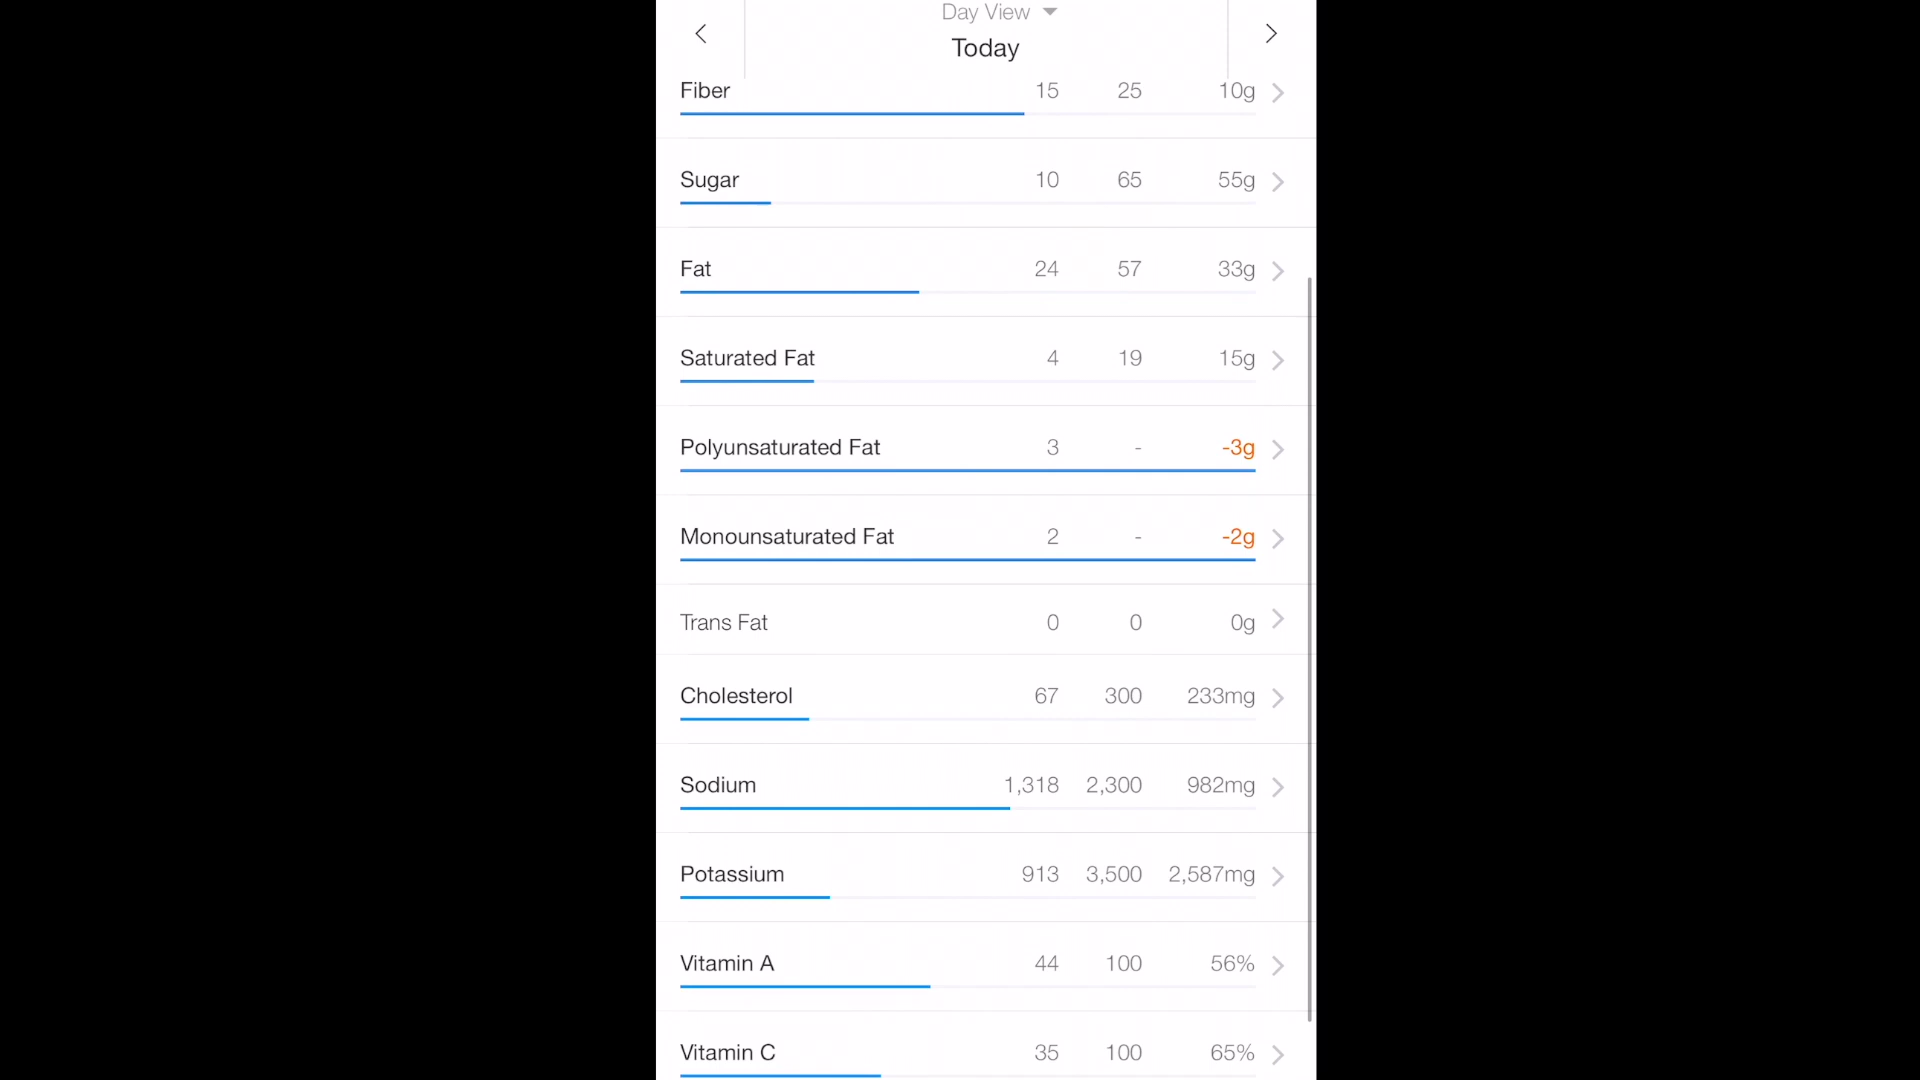 Day View
Today
Fiber 15 25 10g
Sugar 10 65 55g
Fat 24 57 33g
Saturated Fat 4 19 15g
Polyunsaturated Fat 3 - -3g
Monounsaturated Fat 2 - -2g
Trans Fat 0 0 0g
Cholesterol 67 300 233mg
Sodium 1,318 2,300 982mg
Potassium 913 3,500 2,587mg
Vitamin A 44 100 56%
Vitamin C 35 100 65%